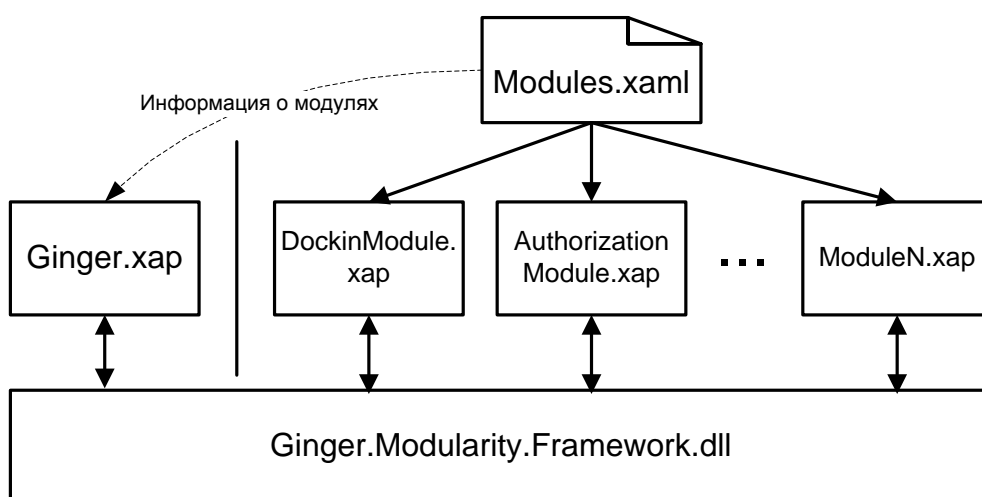 Modules.xaml
Информация о модулях
Ginger.xap
DockinModule.
xap
Authorization
Module.xap
...
ModuleN.xap
Ginger.Modularity.Framework.dll